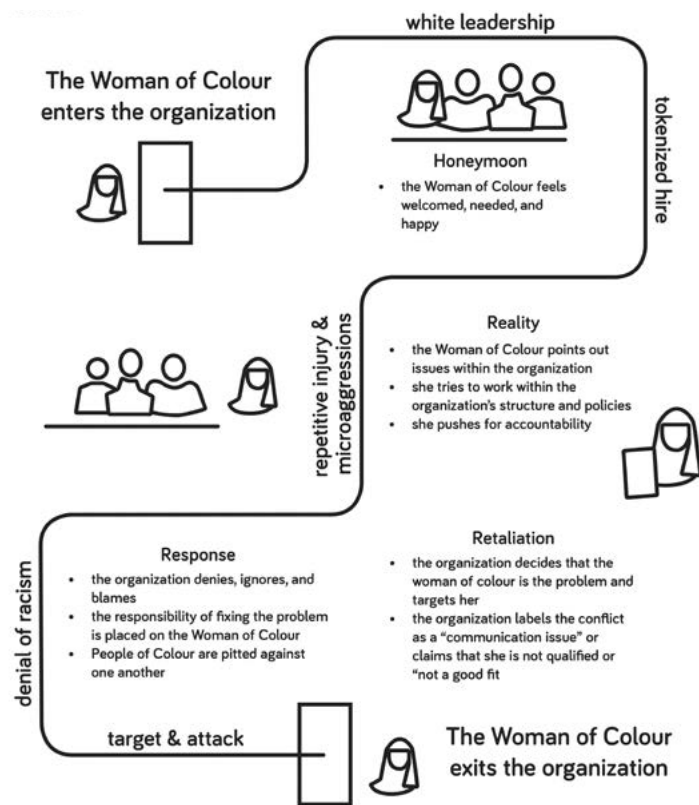 white leadership
The Woman of Colour
enters the organization
tokenized hire
Honeymoon
• the Woman of Colour feels
welcomed, needed, and
happy
repetitive injury &
microaggressions
Reality
• the Woman of Colour points out
issues within the organization
• she tries to work within the
organization's structure and policies
• she pushes for accountability
denial of racism
Response
• the organization denies, ignores, and
blames
• the responsibility of fixing the problem
is placed on the Woman of Colour
• People of Colour are pitted against
one another
Retaliation
• the organization decides that the
woman of colour is the problem and
targets her
• the organization labels the conflict
as a “communication issue” or
claims that she is not qualified or
“not a good fit
target & attack
The Woman of Colour
exits the organization